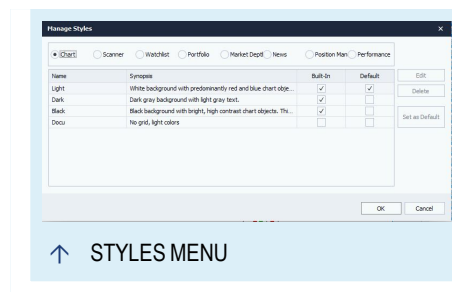 Manage Styles
Chart Scanner Watchlist Portfolio Market Depth News Position Man Performance
Name Synopsis Built-In Default Edit
Light White background with predominantly red and blue chart obje...
Delete
Dark Dark gray background with light gray text.
Black Black background with bright, high contrast chart objects. Thi...
Set as Default
Docu No grid, light colors
OK Cancel
STYLES MENU